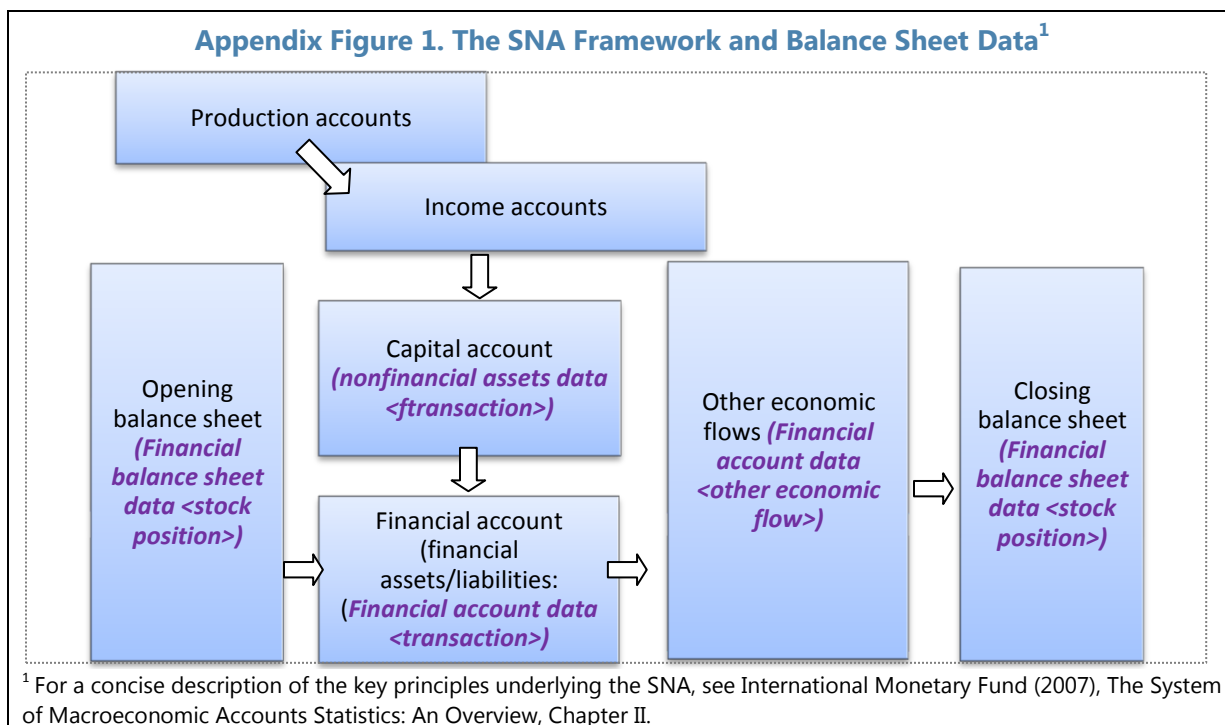 Appendix Figure 1. The SNA Framework and Balance Sheet Data1
Production accounts
Income accounts
Opening
balance sheet
(Financial
balance sheet
data <stock
position>)
Capital account
(nonfinancial assets data
<ftransaction>)
Financial account
(financial
assets/liabilities:
(Financial account data
<transaction>)
Other economic
flows (Financial
account data
<other economic
flow>)
Closing
balance sheet
(Financial
balance sheet
data <stock
position>)
1 For a concise description of the key principles underlying the SNA, see International Monetary Fund (2007), The System
of Macroeconomic Accounts Statistics: An Overview, Chapter II.